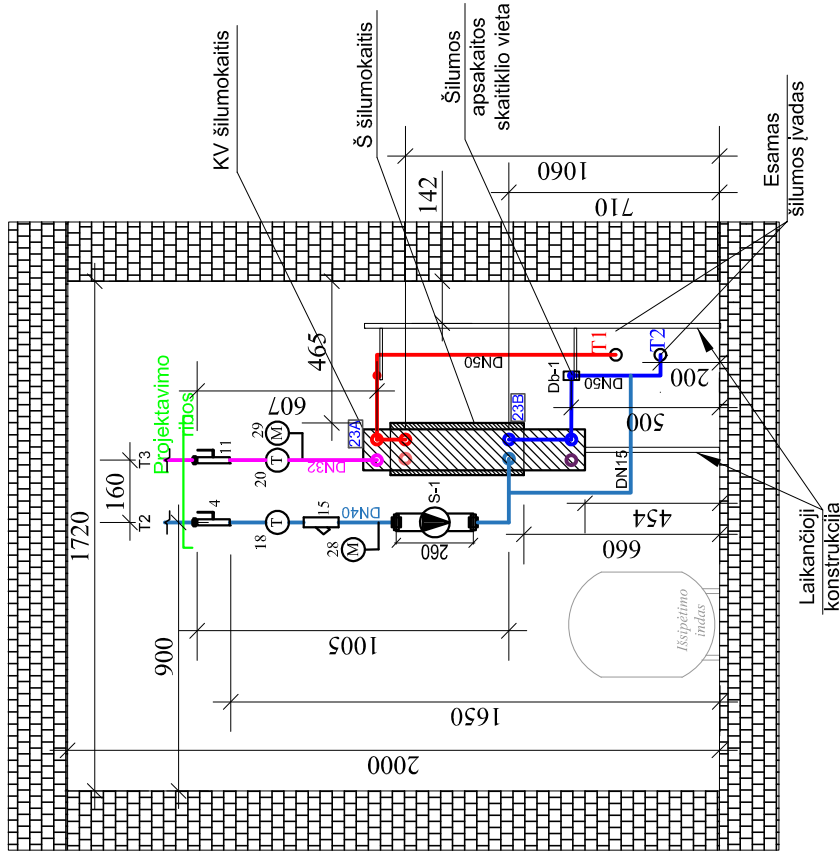 KV šilumokaitis
Š šilumokaitis
Šilumos
apsakaitos
skaitiklio vieta
Esamas
šilumos įvadas
Laikančioji
konstrukcija
Projektavimo
ribos
1720
160
900
607
465
142
1060
710
200
500
454
660
1005
1650
2000
260
T3
T2
11
4
29
M
20
T
18
T
15
28
M
DN32
DN40
S-1
23A
23B
DN50
Db-1
DN50
DN15
T1
T2
Išsipėtimo
indas